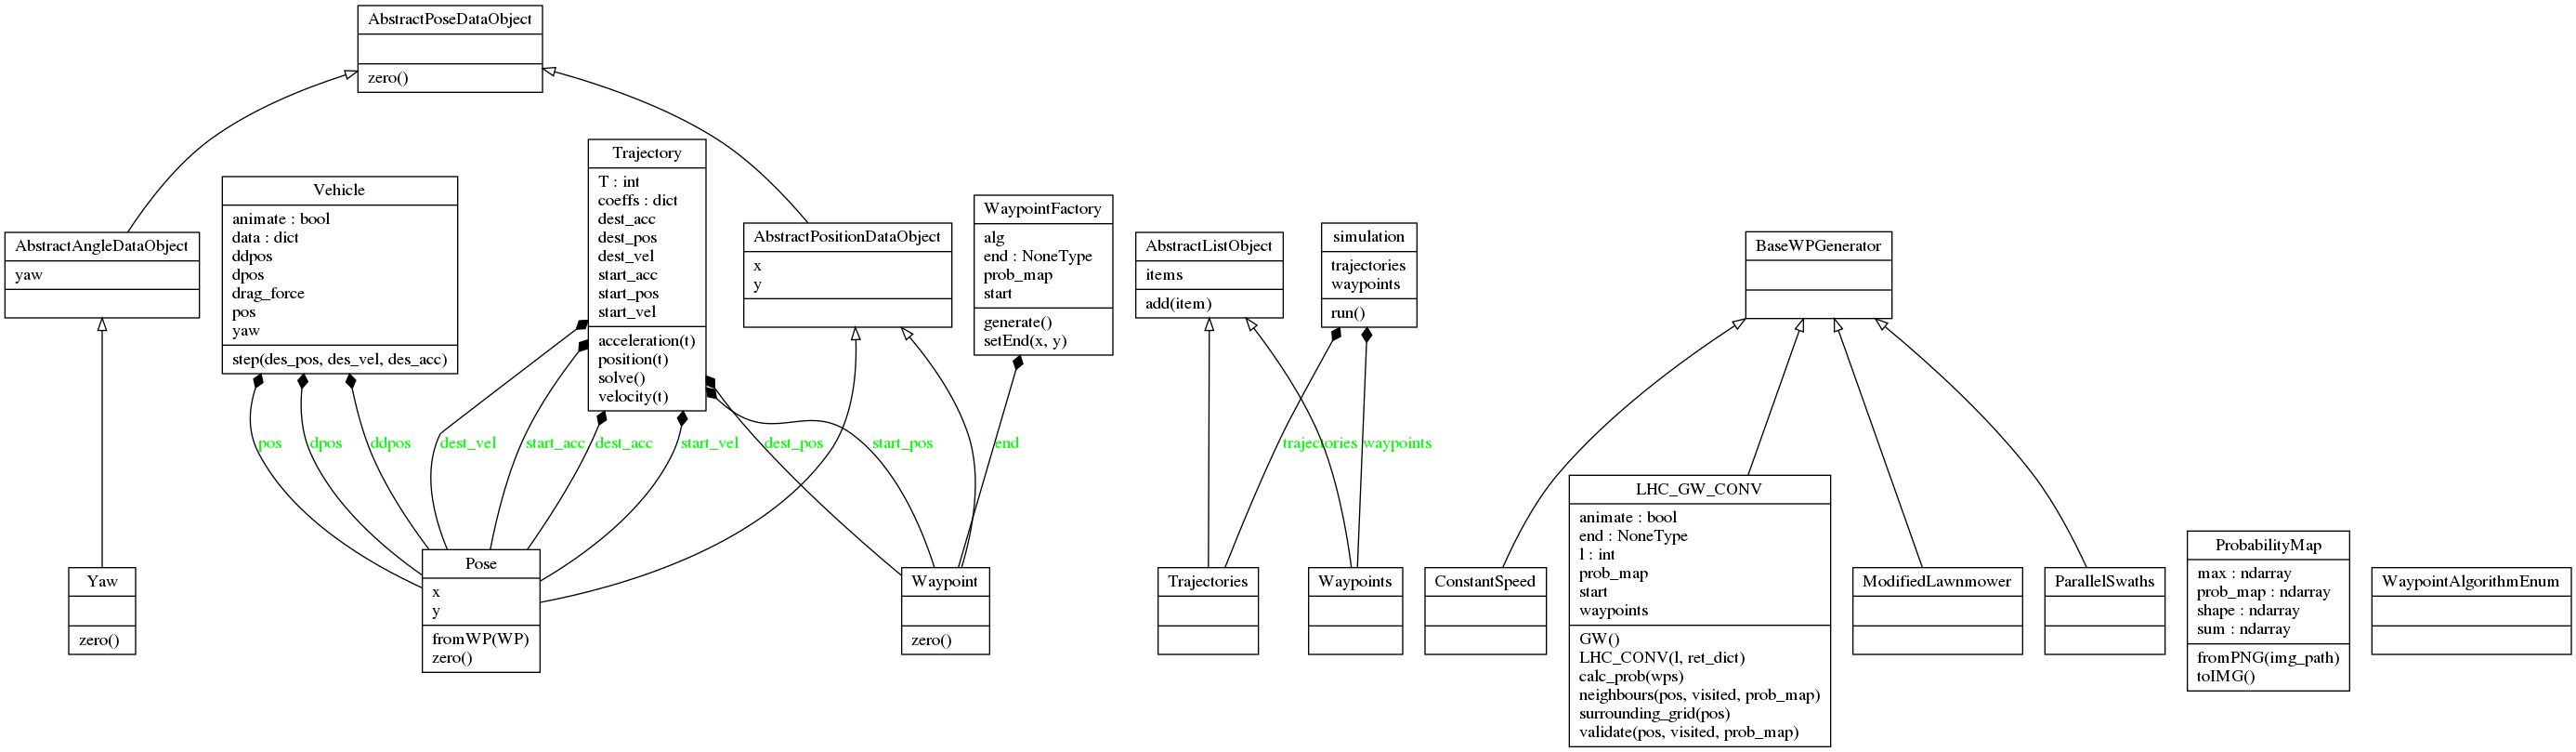 AbstractPoseDataObject
zero()
AbstractAngleDataObject
yaw
Vehicle
animate : bool
data : dict
ddpos
dpos
drag_force
pos
yaw
step(des_pos, des_vel, des_acc)
Trajectory
T : int
coeffs : dict
dest_acc
dest_pos
dest_vel
start_acc
start_pos
start_vel
acceleration(t)
position(t)
solve()
velocity(t)
AbstractPositionDataObject
x
y
WaypointFactory
alg
end : NoneType
prob_map
start
generate()
setEnd(x, y)
AbstractListObject
items
add(item)
simulation
trajectories
waypoints
run()
BaseWPGenerator
pos
dpos
ddpos
dest_vel
start_acc
dest_acc
start_vel
dest_pos
start_pos
end
trajectories
waypoints
Yaw
zero()
Pose
x
y
fromWP(WP)
zero()
Waypoint
zero()
Trajectories
Waypoints
ConstantSpeed
LHC_GW_CONV
animate : bool
end : NoneType
l : int
prob_map
start
waypoints
GW()
LHC_CONV(l, ret_dict)
calc_prob(wps)
neighbours(pos, visited, prob_map)
surrounding_grid(pos)
validate(pos, visited, prob_map)
ModifiedLawnmower
ParallelSwaths
ProbabilityMap
max : ndarray
prob_map : ndarray
shape : ndarray
sum : ndarray
fromPNG(img_path)
toIMG()
WaypointAlgorithmEnum